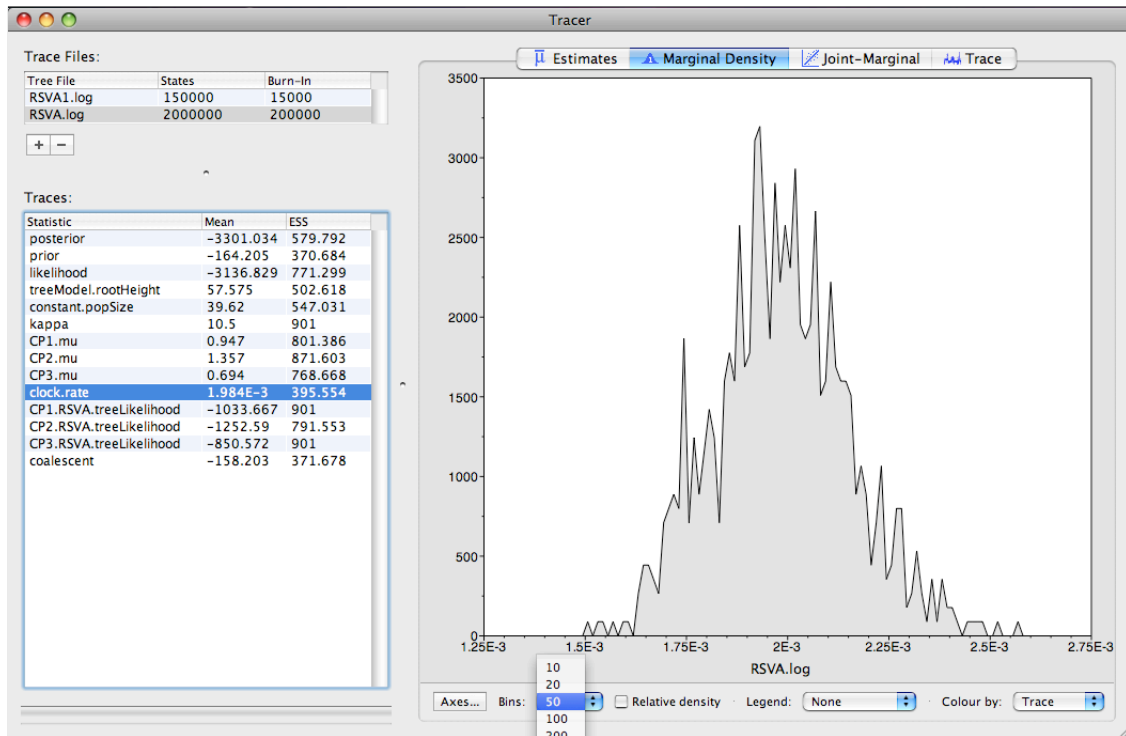 Tracer
Trace Files:
Tree File States Burn-In
RSVA1.log 150000 15000
RSVA.log 2000000 200000
+ −
Traces:
Statistic Mean ESS
posterior -3301.034 579.792
prior -164.205 370.684
likelihood -3136.829 771.299
treeModel.rootHeight 57.575 502.618
constant.popSize 39.62 547.031
kappa 10.5 901
CP1.mu 0.947 801.386
CP2.mu 1.357 871.603
CP3.mu 0.694 768.668
clock.rate 1.984E-3 395.554
CP1.RSVA.treeLikelihood -1033.667 901
CP2.RSVA.treeLikelihood -1252.59 791.553
CP3.RSVA.treeLikelihood -850.572 901
coalescent -158.203 371.678
μ Estimates Marginal Density Joint-Marginal Trace
3500
3000
2500
2000
1500
1000
500
0
1.25E-3 1.5E-3 1.75E-3 2E-3 2.25E-3 2.5E-3 2.75E-3
RSVA.log
Axes... Bins: Relative density Legend: None Colour by: Trace
10
20
50
100
200